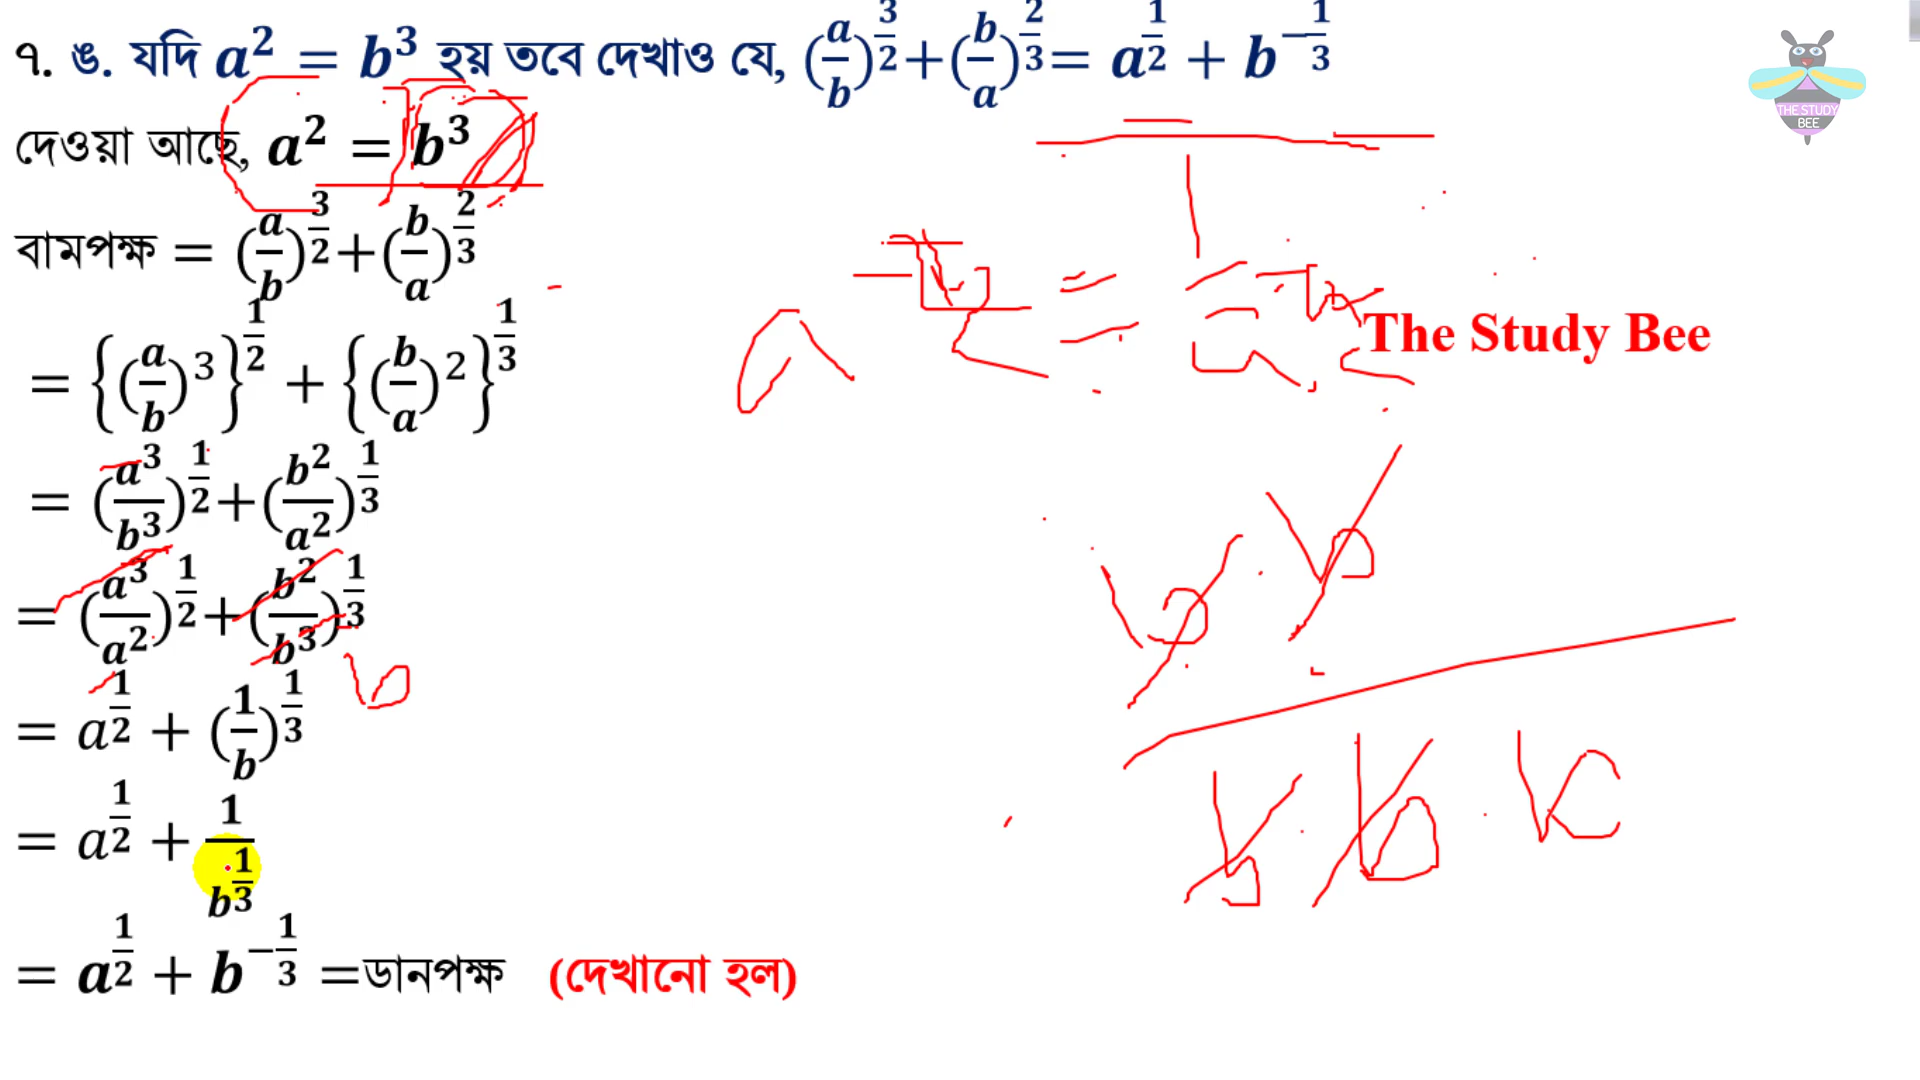 ৭. ঙ. যদি a² = b³ হয় তবে দেখাও যে, (a/b)^(3/2) + (b/a)^(2/3) = a^(1/2) + b^(-1/3)
THE STUDY BEE
দেওয়া আছে, a² = b³
বামপক্ষ = (a/b)^(3/2) + (b/a)^(2/3)
The Study Bee
= {(a/b)³}^(1/2) + {(b/a)²}^(1/3)
= (a³/b³)^(1/2) + (b²/a²)^(1/3)
= (a³/a²)^(1/2) + (b²/b³)^(1/3)
b
= a^(1/2) + (1/b)^(1/3)
= a^(1/2) + 1/b^(1/3)
= a^(1/2) + b^(-1/3) =ডানপক্ষ (দেখানো হল)
b . b
b . b . b